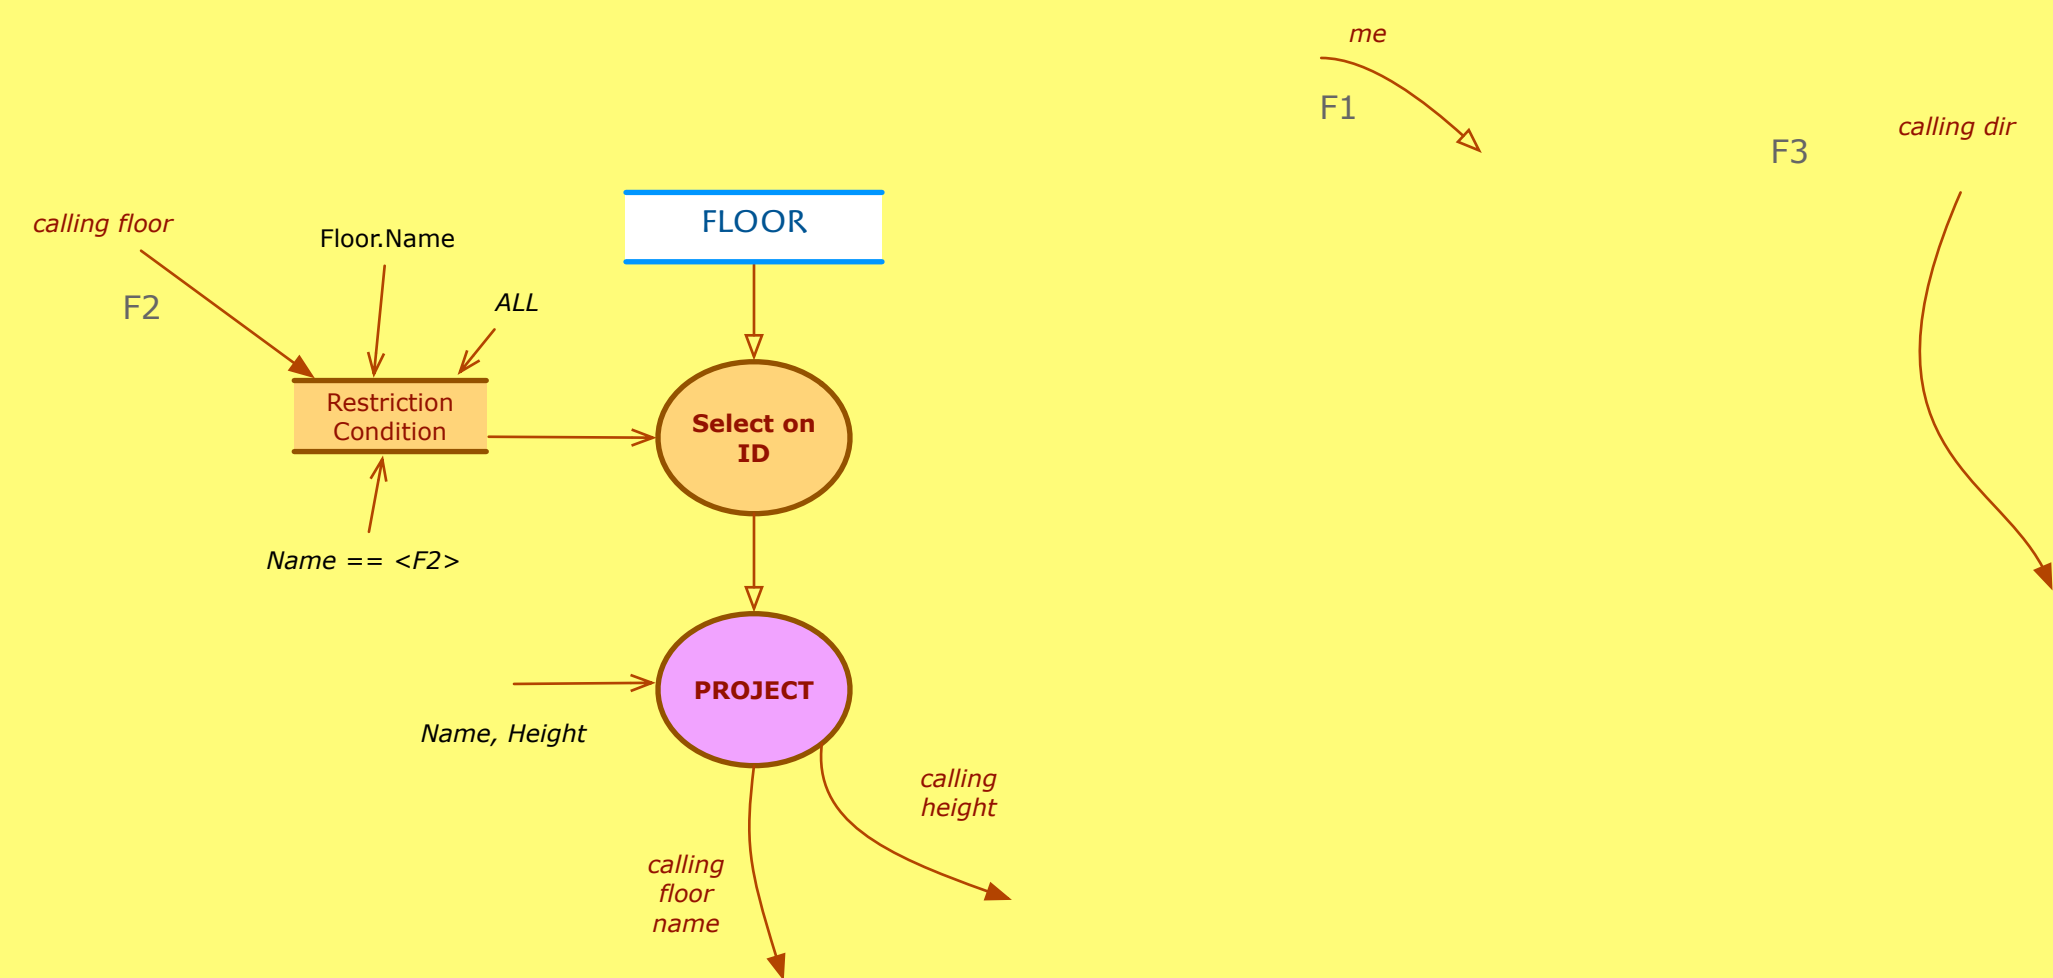 me
F1
calling dir
F3
calling floor
Floor.Name
FLOOR
F2
ALL
Restriction
Condition
Select on
ID
Name == <F2>
PROJECT
Name, Height
calling
height
calling
floor
name